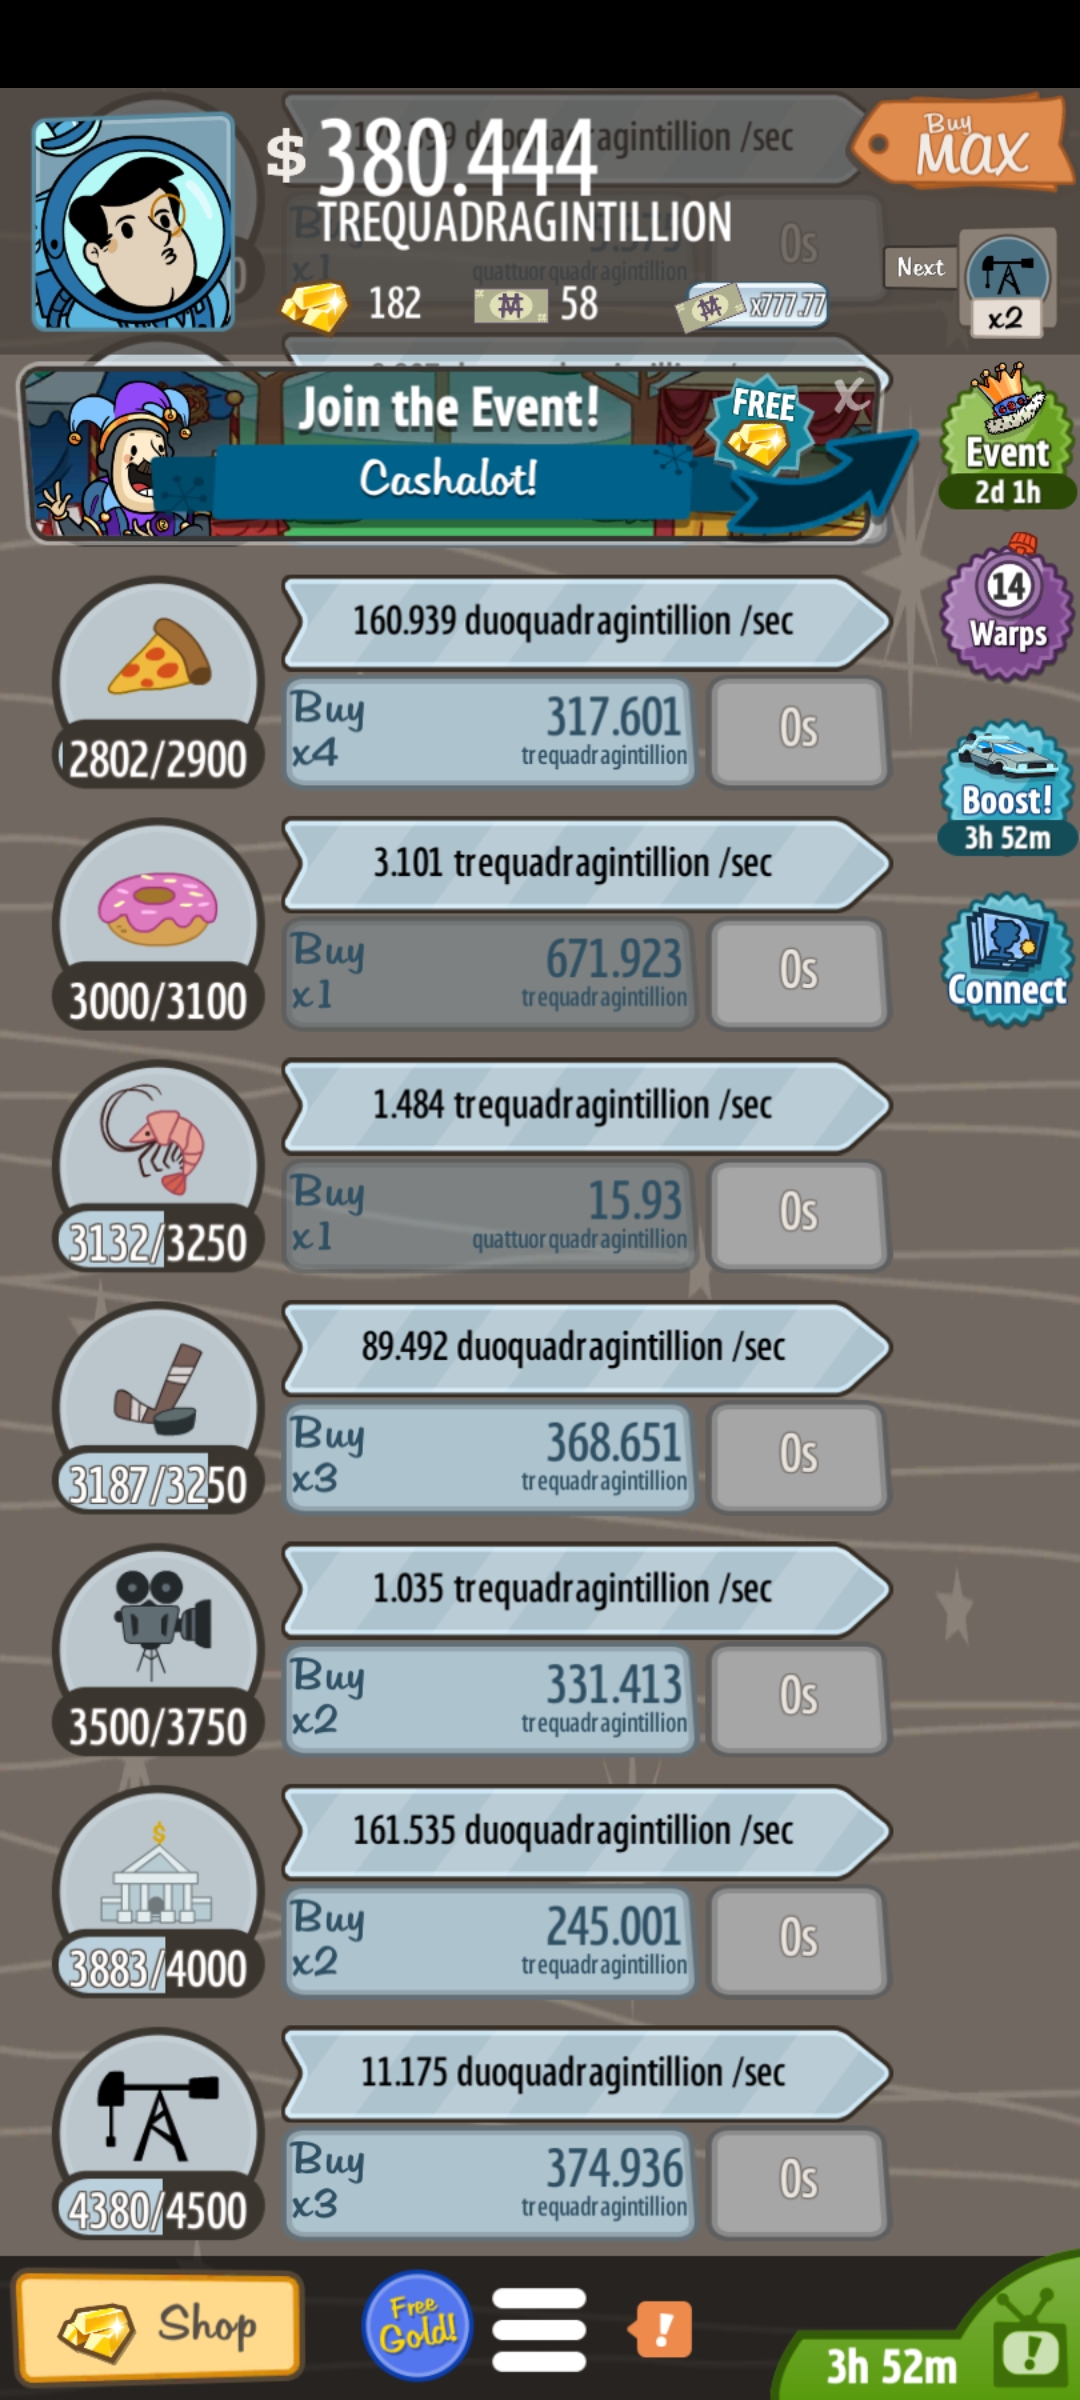 duoquadragintillion /sec
$ 380.444
TREQUADRAGINTILLION
Buy
MAX
Buy
x1
quattuorquadragintillion
0s
182
58
x777.77
Next
x2
Join the Event!
Cashalot!
FREE
X
Event
2d 1h
14
Warps
Boost!
3h 52m
Connect
160.939 duoquadragintillion /sec
2802/2900
Buy
x4
317.601
trequadragintillion
0s
3.101 trequadragintillion /sec
3000/3100
Buy
x1
671.923
trequadragintillion
0s
1.484 trequadragintillion /sec
3132/3250
Buy
x1
15.93
quattuorquadragintillion
0s
89.492 duoquadragintillion /sec
3187/3250
Buy
x3
368.651
trequadragintillion
0s
1.035 trequadragintillion /sec
3500/3750
Buy
x2
331.413
trequadragintillion
0s
$
161.535 duoquadragintillion /sec
3883/4000
Buy
x2
245.001
trequadragintillion
0s
11.175 duoquadragintillion /sec
4380/4500
Buy
x3
374.936
trequadragintillion
0s
Shop
Free
Gold!
!
3h 52m
!